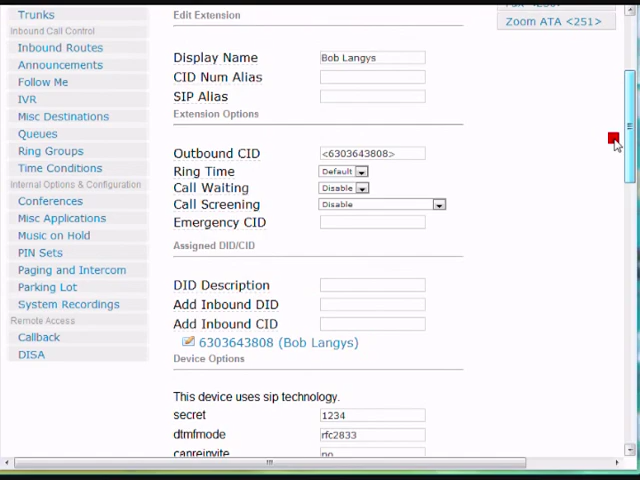 Trunks
Inbound Call Control
Inbound Routes
Announcements
Follow Me
IVR
Misc Destinations
Queues
Ring Groups
Time Conditions
Internal Options & Configuration
Conferences
Misc Applications
Music on Hold
PIN Sets
Paging and Intercom
Parking Lot
System Recordings
Remote Access
Callback
DISA
Edit Extension
Display Name Bob Langys
CID Num Alias
SIP Alias
Extension Options
Outbound CID <6303643808>
Ring Time Default
Call Waiting Disable
Call Screening Disable
Emergency CID
Assigned DID/CID
DID Description
Add Inbound DID
Add Inbound CID
6303643808 (Bob Langys)
Device Options
This device uses sip technology.
secret 1234
dtmfmode rfc2833
canreinvite no
Zoom ATA <251>